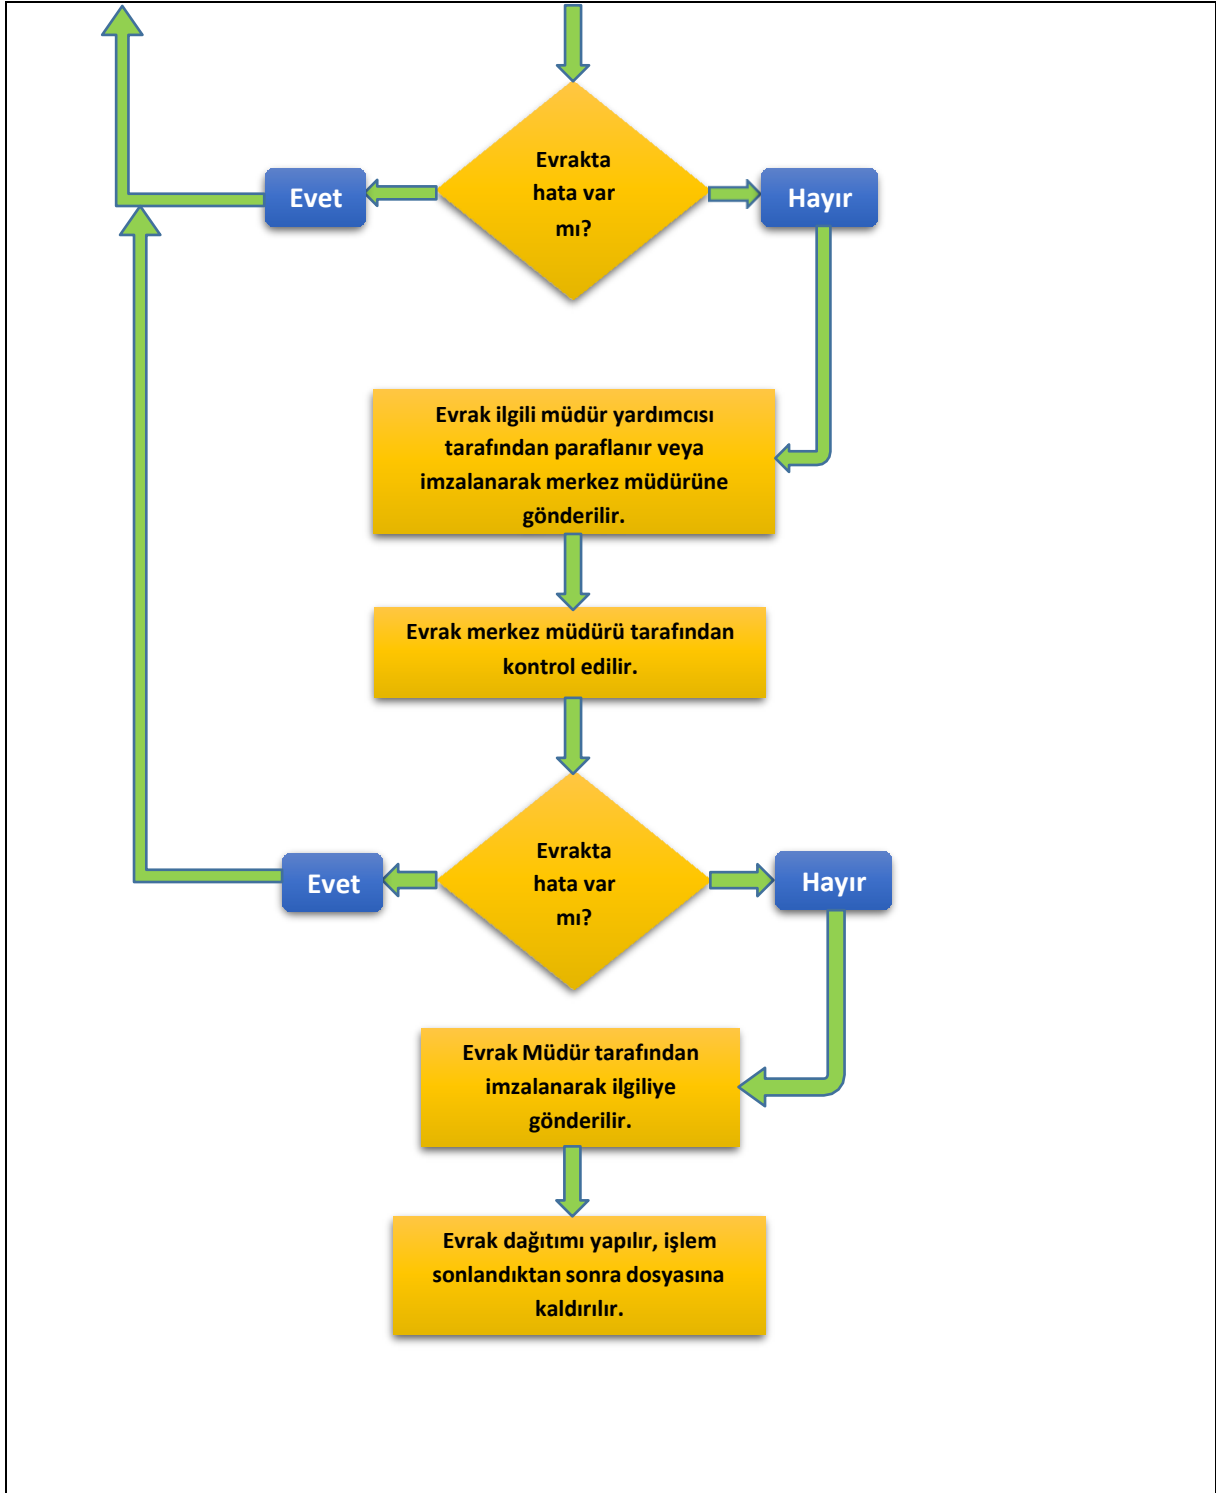 Evrakta
hata var
mı?
Evet
Hayır
Evrak ilgili müdür yardımcısı
tarafından paraflanır veya
imzalanarak merkez müdürüne
gönderilir.
Evrak merkez müdürü tarafından
kontrol edilir.
Evrakta
hata var
mı?
Evet
Hayır
Evrak Müdür tarafından
imzalanarak ilgiliye
gönderilir.
Evrak dağıtımı yapılır, işlem
sonlandıktan sonra dosyasına
kaldırılır.